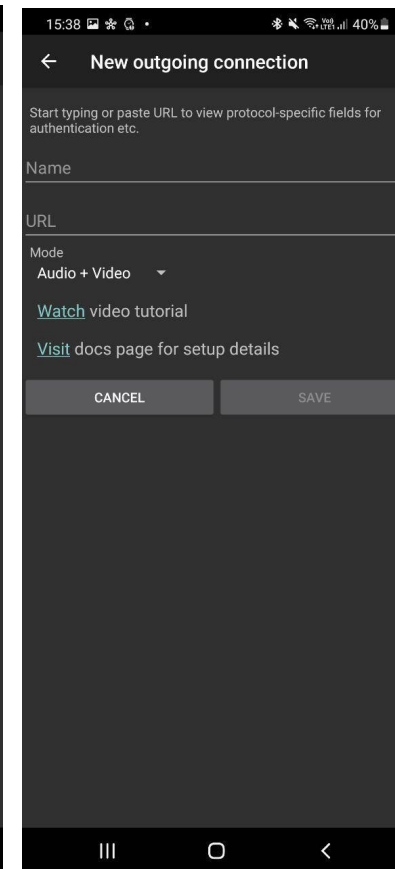 15:38 40%
New outgoing connection
Start typing or paste URL to view protocol-specific fields for
authentication etc.
Name
URL
Mode
Audio + Video
Watch video tutorial
Visit docs page for setup details
CANCEL SAVE